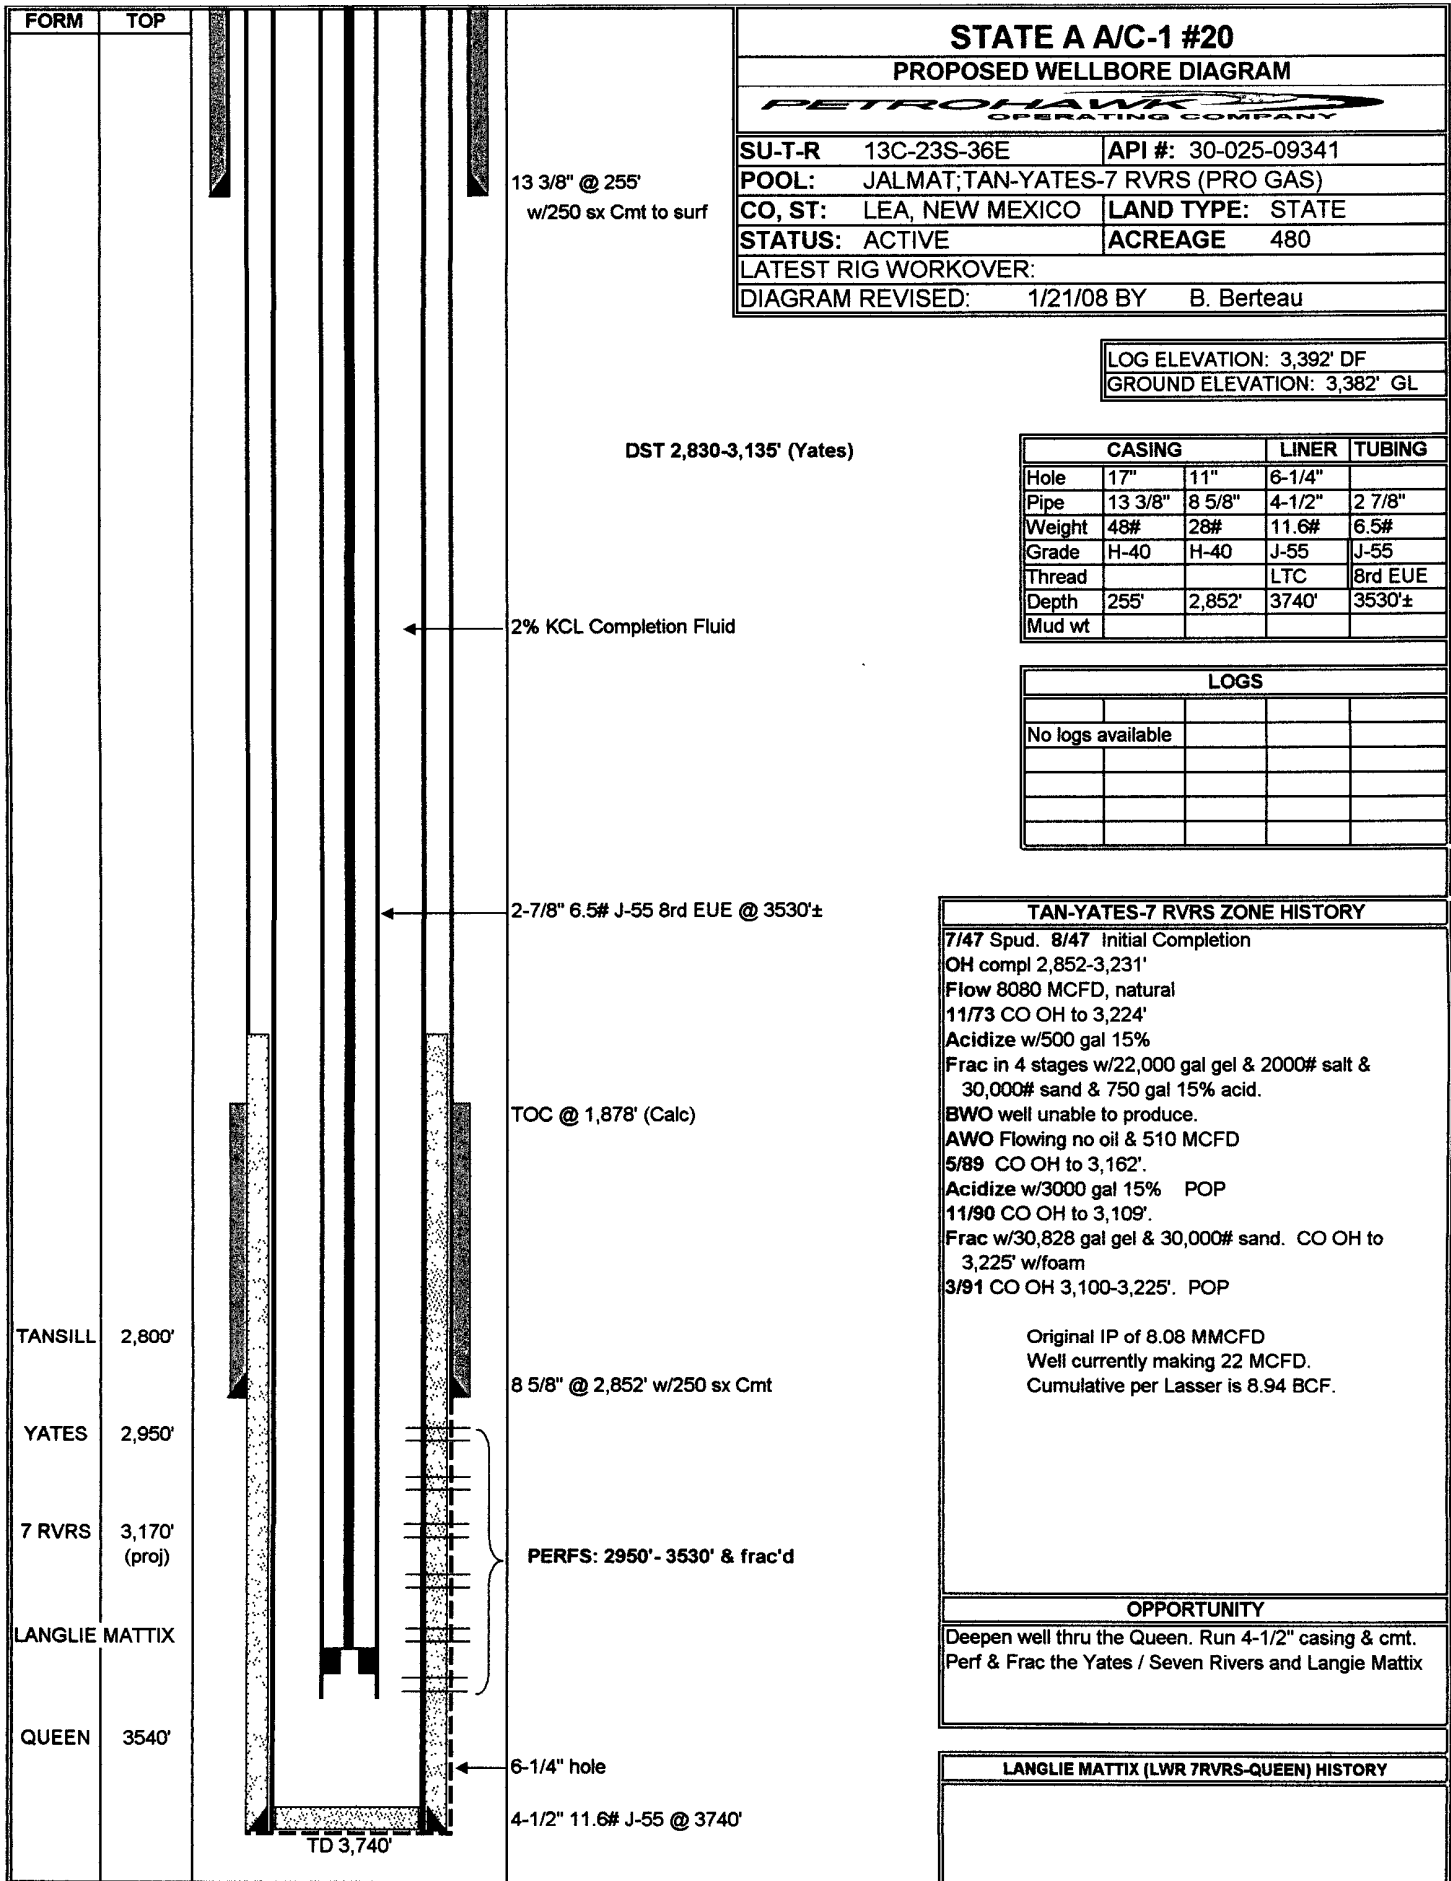 FORM TOP
STATE A A/C-1 #20
PROPOSED WELLBORE DIAGRAM
PETROHAWK
OPERATING COMPANY
SU-T-R 13C-23S-36E API #: 30-025-09341
POOL: JALMAT;TAN-YATES-7 RVRS (PRO GAS)
CO, ST: LEA, NEW MEXICO LAND TYPE: STATE
STATUS: ACTIVE ACREAGE 480
LATEST RIG WORKOVER:
DIAGRAM REVISED: 1/21/08 BY B. Berteau
13 3/8" @ 255'
w/250 sx Cmt to surf
LOG ELEVATION: 3,392' DF
GROUND ELEVATION: 3,382' GL
DST 2,830-3,135' (Yates)
CASING LINER TUBING
Hole 17" 11" 6-1/4"
Pipe 13 3/8" 8 5/8" 4-1/2" 2 7/8"
Weight 48# 28# 11.6# 6.5#
Grade H-40 H-40 J-55 J-55
Thread LTC 8rd EUE
Depth 255' 2,852' 3740' 3530'±
Mud wt
2% KCL Completion Fluid
LOGS
No logs available
2-7/8" 6.5# J-55 8rd EUE @ 3530'±
TAN-YATES-7 RVRS ZONE HISTORY
7/47 Spud. 8/47 Initial Completion
OH compl 2,852-3,231'
Flow 8080 MCFD, natural
11/73 CO OH to 3,224'
Acidize w/500 gal 15%
Frac in 4 stages w/22,000 gal gel & 2000# salt &
30,000# sand & 750 gal 15% acid.
BWO well unable to produce.
AWO Flowing no oil & 510 MCFD
5/89 CO OH to 3,162'.
Acidize w/3000 gal 15% POP
11/90 CO OH to 3,109'.
Frac w/30,828 gal gel & 30,000# sand. CO OH to
3,225' w/foam
3/91 CO OH 3,100-3,225'. POP
Original IP of 8.08 MMCFD
Well currently making 22 MCFD.
Cumulative per Lasser is 8.94 BCF.
TOC @ 1,878' (Calc)
TANSILL 2,800'
8 5/8" @ 2,852' w/250 sx Cmt
YATES 2,950'
7 RVRS 3,170'
(proj)
PERFS: 2950'- 3530' & frac'd
LANGLIE MATTIX
OPPORTUNITY
Deepen well thru the Queen. Run 4-1/2" casing & cmt.
Perf & Frac the Yates / Seven Rivers and Langie Mattix
QUEEN 3540'
6-1/4" hole
LANGLIE MATTIX (LWR 7RVRS-QUEEN) HISTORY
4-1/2" 11.6# J-55 @ 3740'
TD 3,740'